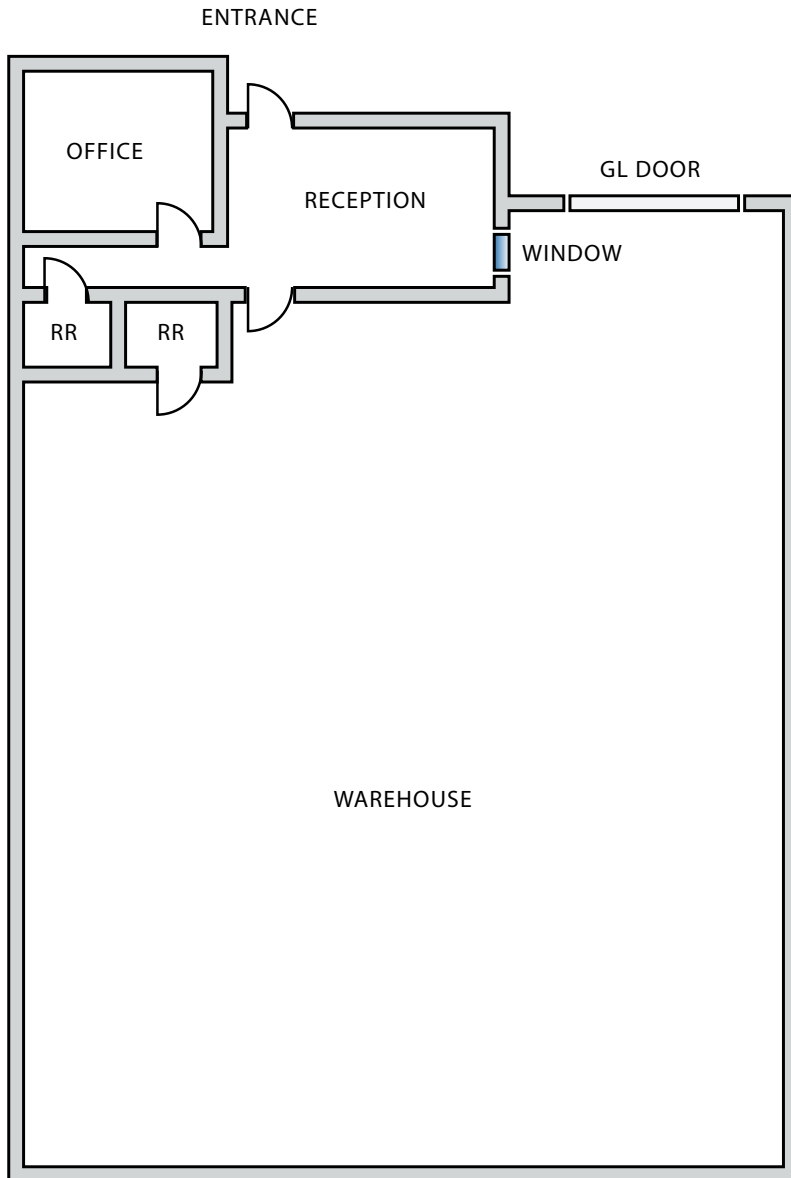 ENTRANCE
OFFICE
GL DOOR
RECEPTION
WINDOW
RR
RR
WAREHOUSE